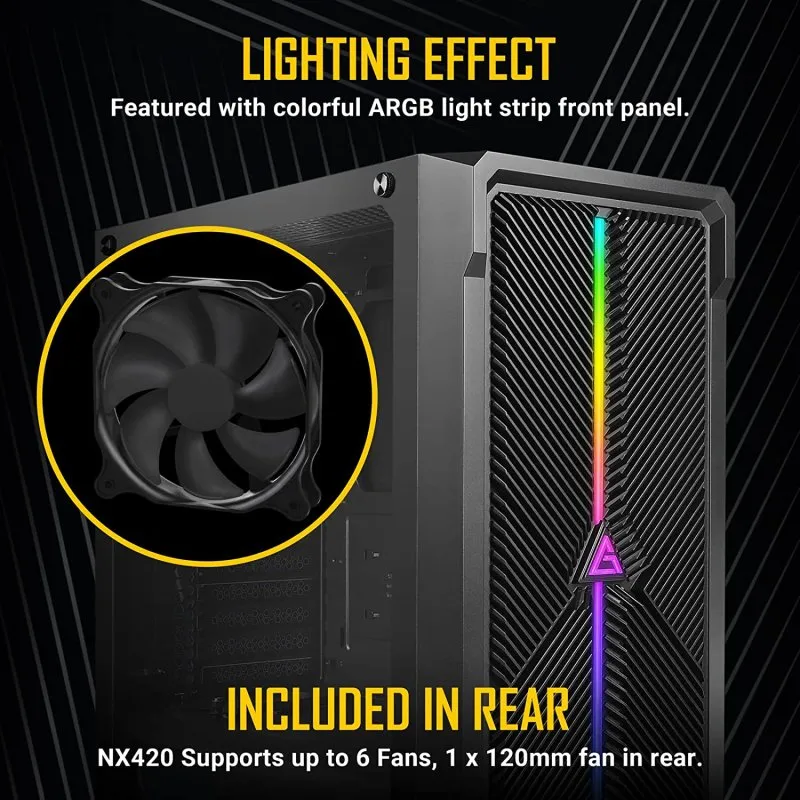 LIGHTING EFFECT
Featured with colorful ARGB light strip front panel.
INCLUDED IN REAR
NX420 Supports up to 6 Fans, 1 x 120mm fan in rear.